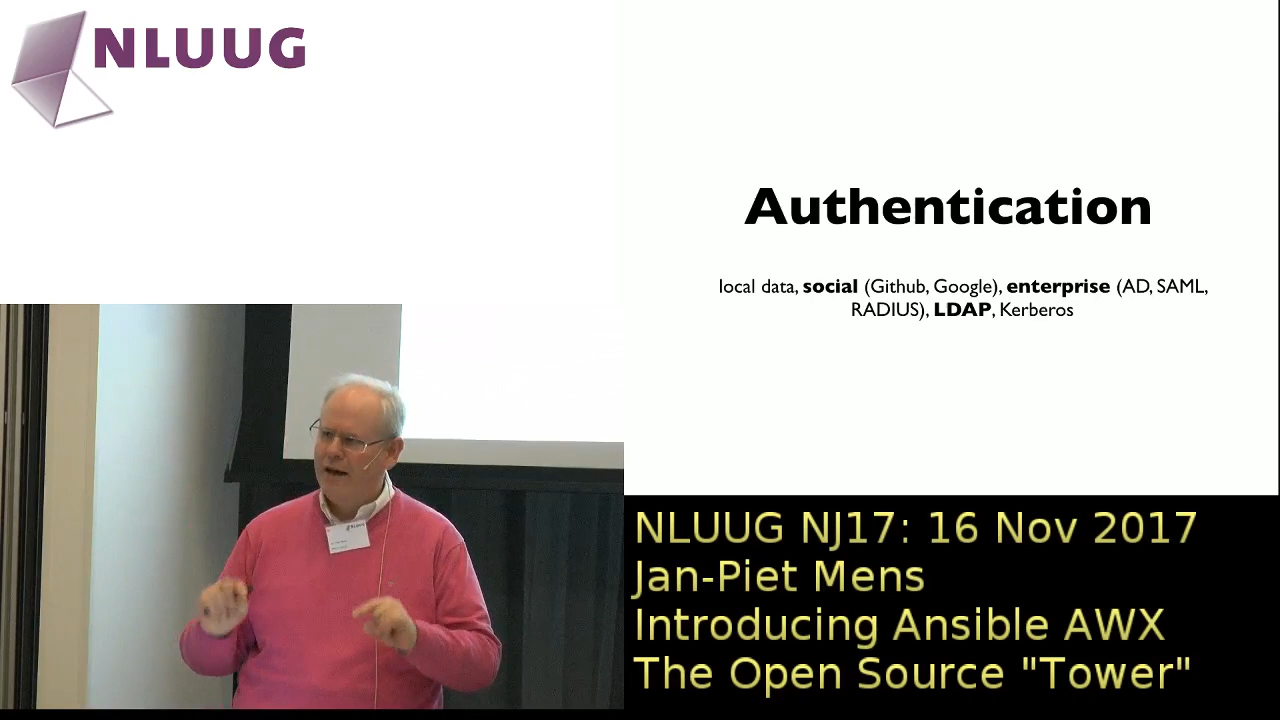 NLUUG
Authentication
local data, social (Github, Google), enterprise (AD, SAML,
RADIUS), LDAP, Kerberos
NLUUG NJ17: 16 Nov 2017
Jan-Piet Mens
Introducing Ansible AWX
The Open Source "Tower"